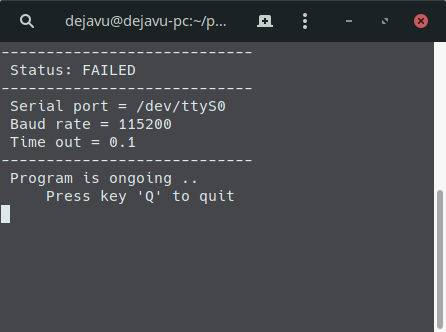 dejavu@dejavu-pc:~/p...
----------------------------
Status: FAILED
----------------------------
Serial port = /dev/ttyS0
Baud rate = 115200
Time out = 0.1
----------------------------
Program is ongoing ..
Press key 'Q' to quit